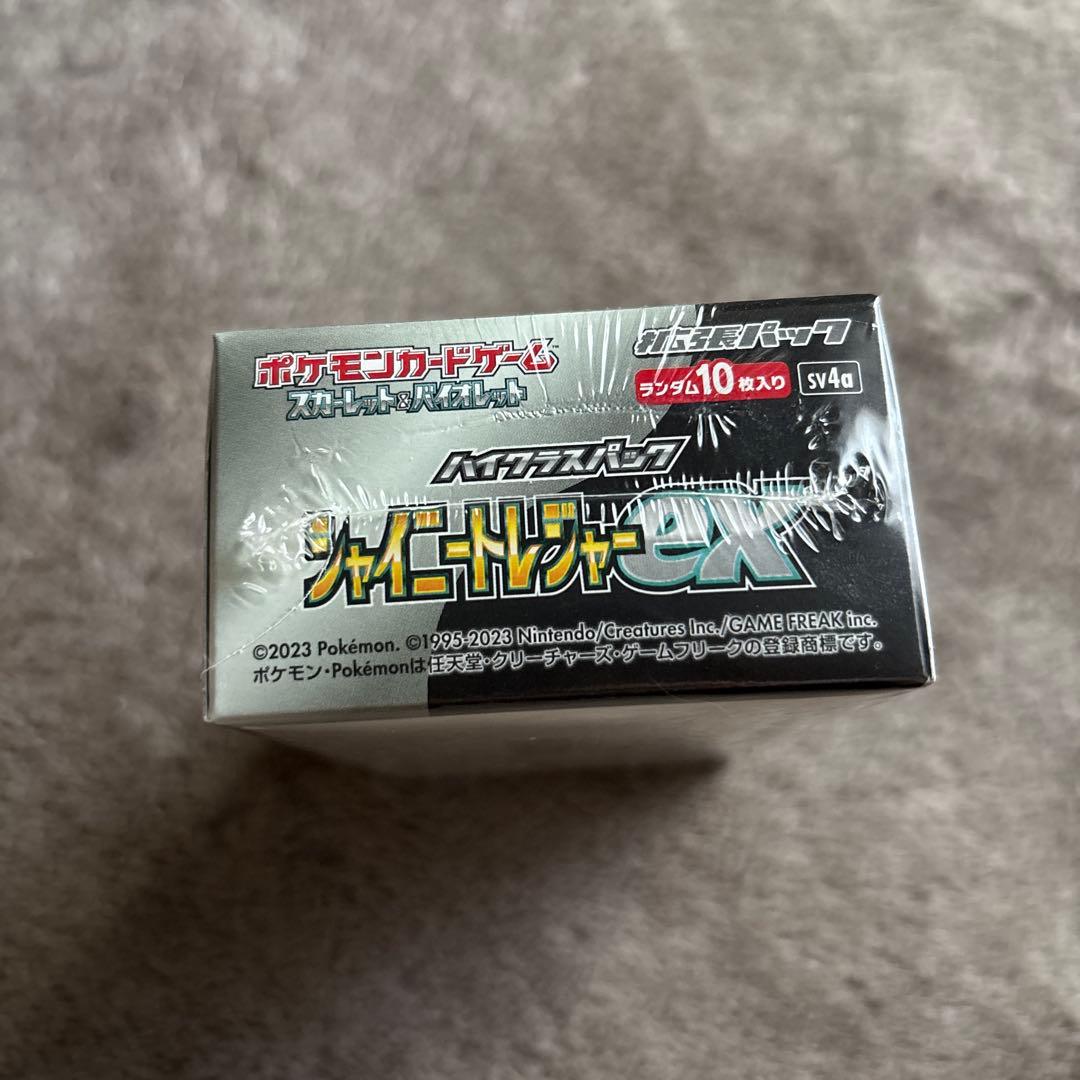 ポケモンカードゲーム™
スカーレット&バイオレット
拡張パック
ランダム10枚入り sv4a
ハイクラスパック
シャイニートレジャーex
©2023 Pokémon. ©1995-2023 Nintendo/Creatures Inc./GAME FREAK inc.
ポケモン・Pokémonは任天堂・クリーチャーズ・ゲームフリークの登録商標です。